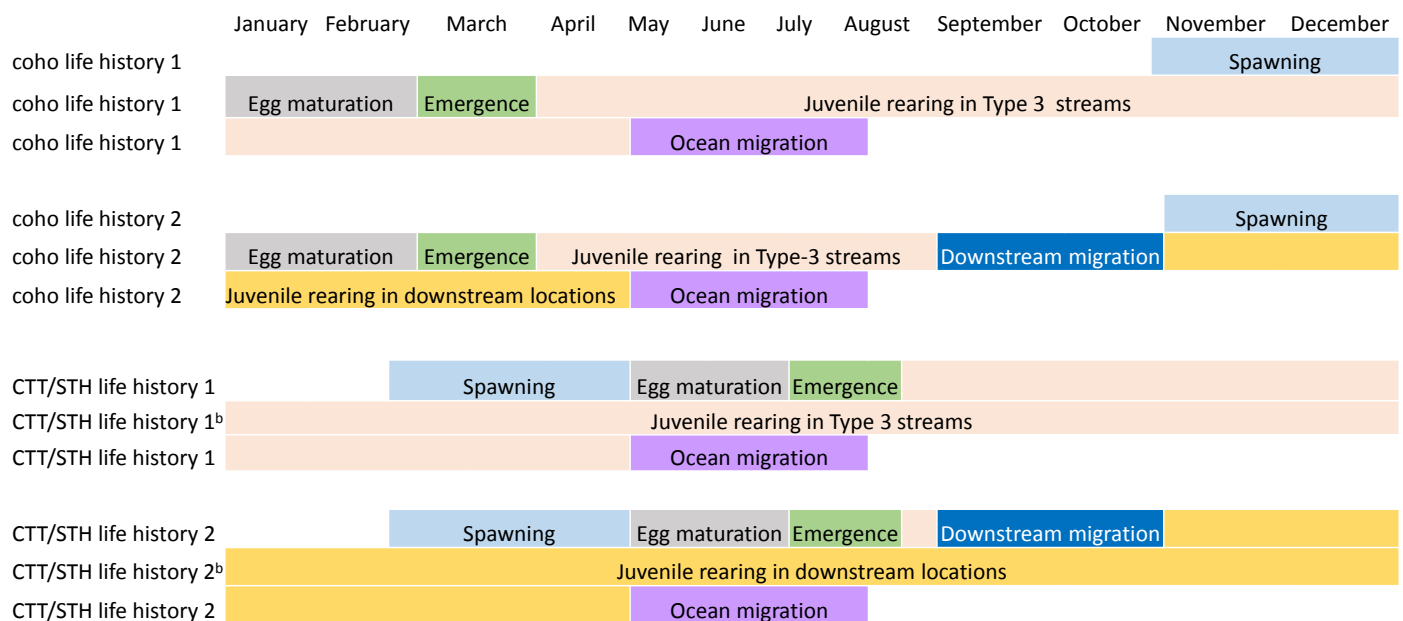 January February March April May June July August September October November December
coho life history 1 Spawning
coho life history 1 Egg maturation Emergence Juvenile rearing in Type 3 streams
coho life history 1 Ocean migration
coho life history 2 Spawning
coho life history 2 Egg maturation Emergence Juvenile rearing in Type-3 streams Downstream migration
coho life history 2 Juvenile rearing in downstream locations Ocean migration
CTT/STH life history 1 Spawning Egg maturation Emergence
CTT/STH life history 1ᵇ Juvenile rearing in Type 3 streams
CTT/STH life history 1 Ocean migration
CTT/STH life history 2 Spawning Egg maturation Emergence Downstream migration
CTT/STH life history 2ᵇ Juvenile rearing in downstream locations
CTT/STH life history 2 Ocean migration